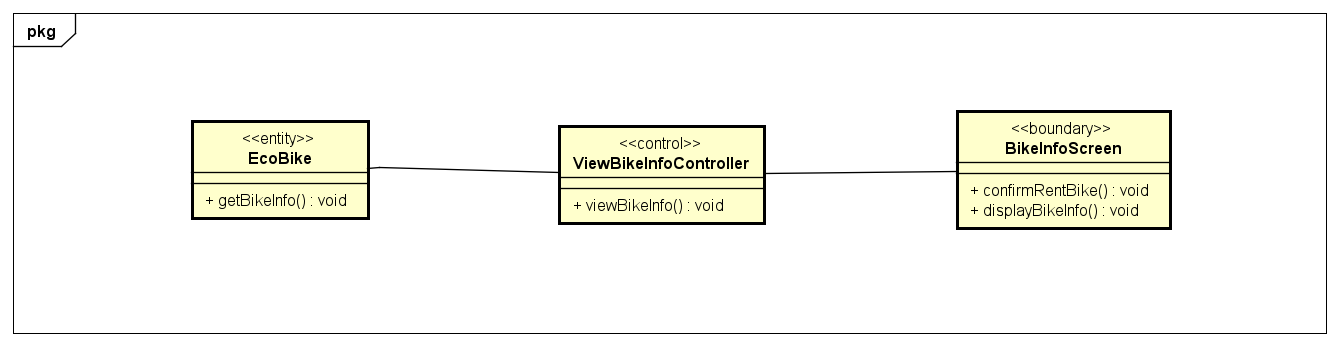 pkg
<<entity>>
EcoBike
+ getBikeInfo() : void
<<control>>
ViewBikeInfoController
+ viewBikeInfo() : void
<<boundary>>
BikeInfoScreen
+ confirmRentBike() : void
+ displayBikeInfo() : void